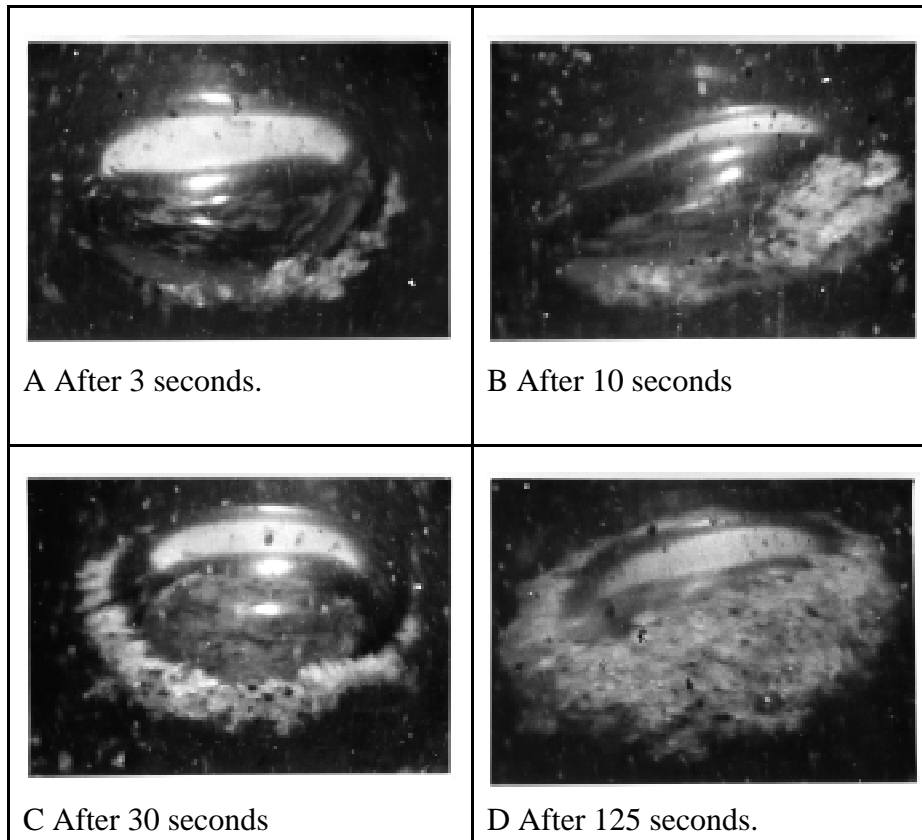 A After 3 seconds.
B After 10 seconds
C After 30 seconds
D After 125 seconds.